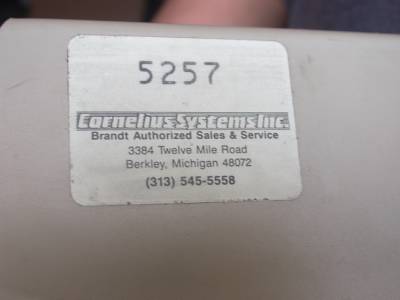 5257
Cornelius Systems Inc.
Brandt Authorized Sales & Service
3384 Twelve Mile Road
Berkley, Michigan 48072
(313) 545-5558